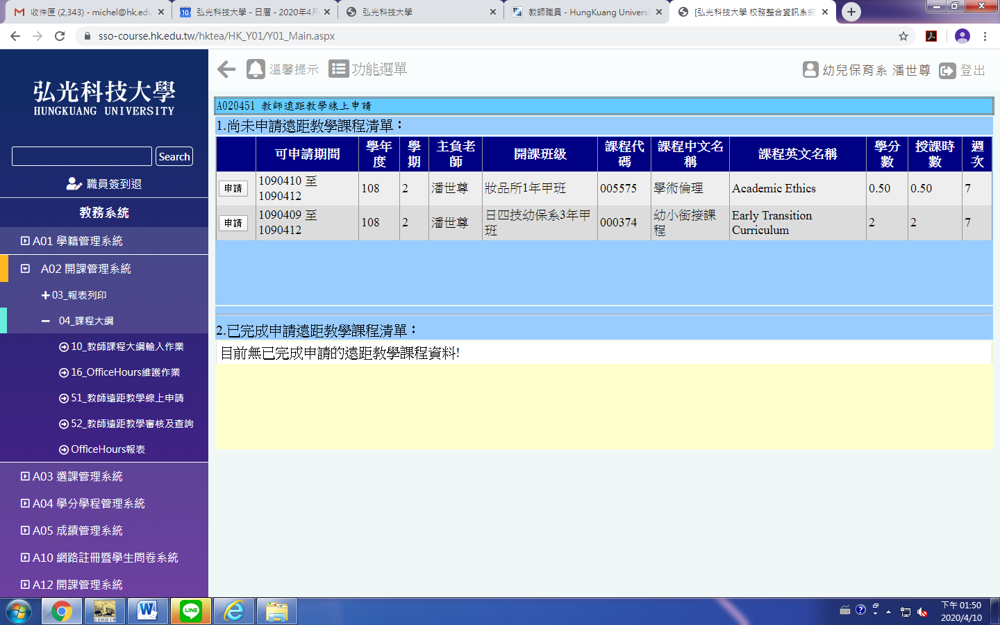 收件匣 (2,343) - michel@hk.edu
弘光科技大學 - 日曆 - 2020年4月
弘光科技大學
教師職員 - HungKuang Universi
[弘光科技大學 校務整合資訊系統
sso-course.hk.edu.tw/hktea/HK_Y01/Y01_Main.aspx
弘光科技大學
HUNGKUANG UNIVERSITY
Search
職員簽到退
教務系統
A01 學籍管理系統
A02 開課管理系統
03_報表列印
04_課程大綱
10_教師課程大綱輸入作業
16_OfficeHours維護作業
51_教師遠距教學線上申請
52_教師遠距教學審核及查詢
OfficeHours報表
A03 選課管理系統
A04 學分學程管理系統
A05 成績管理系統
A10 網路註冊暨學生問卷系統
A12 開課管理系統
溫馨提示 功能選單
幼兒保育系 潘世尊 登出
A020451 教師遠距教學線上申請
1.尚未申請遠距教學課程清單：
可申請期間 學年度 學期 主負老師 開課班級 課程代碼 課程中文名稱 課程英文名稱 學分數 授課時數 週次
申請 1090410 至 1090412 108 2 潘世尊 妝品所1年甲班 005575 學術倫理 Academic Ethics 0.50 0.50 7
申請 1090409 至 1090412 108 2 潘世尊 日四技幼保系3年甲班 000374 幼小銜接課程 Early Transition Curriculum 2 2 7
2.已完成申請遠距教學課程清單：
目前無已完成申請的遠距教學課程資料!
LINE
下午 01:50
2020/4/10